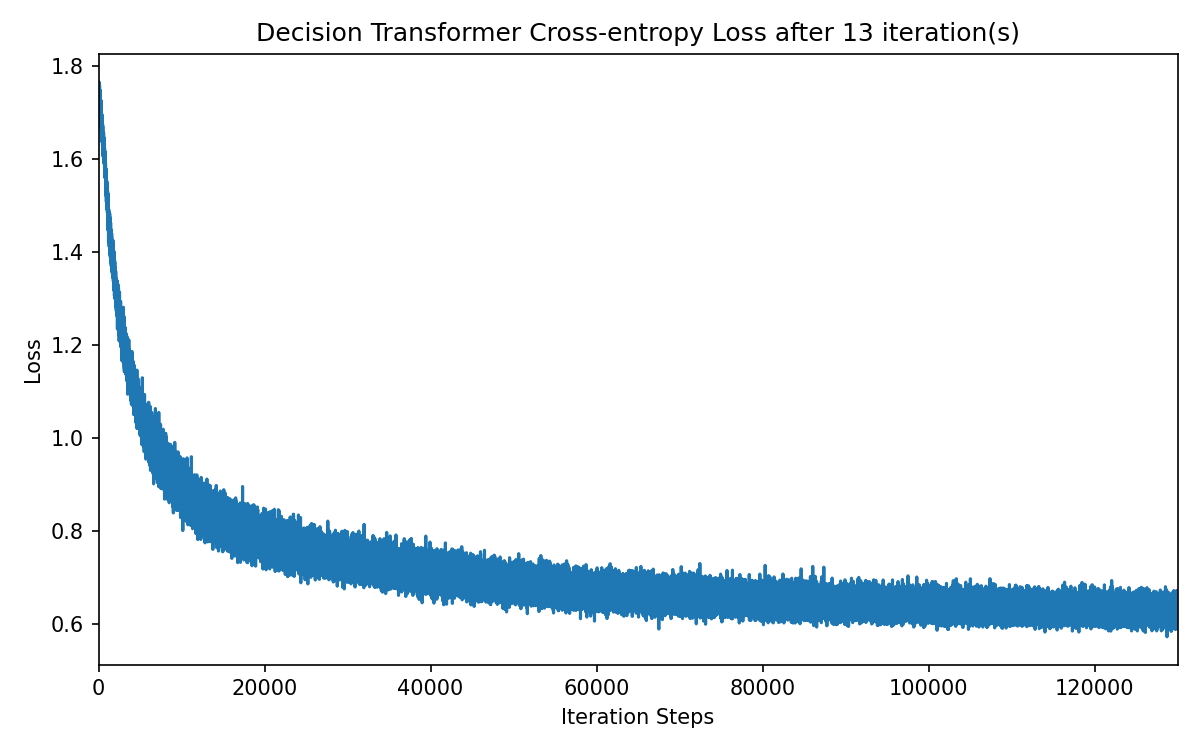 Decision Transformer Cross-entropy Loss after 13 iteration(s)
1.8
1.6
1.4
1.2
1.0
0.8
0.6
Loss
0 20000 40000 60000 80000 100000 120000
Iteration Steps